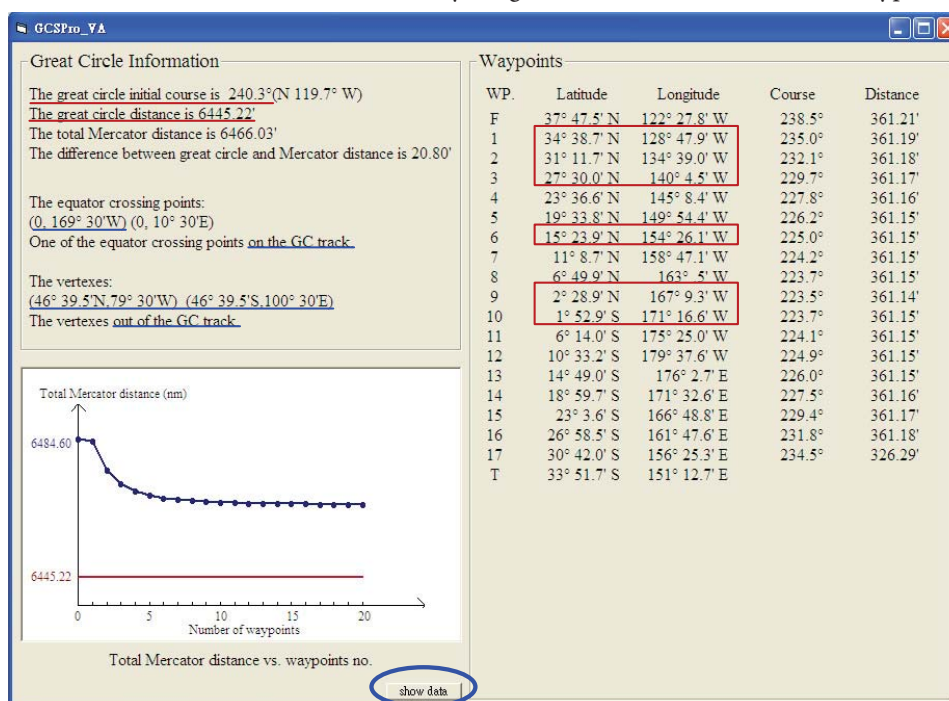 GCSPro_VA
Great Circle Information
The great circle initial course is 240.3°(N 119.7° W)
The great circle distance is 6445.22'
The total Mercator distance is 6466.03'
The difference between great circle and Mercator distance is 20.80'
The equator crossing points:
(0, 169° 30'W) (0, 10° 30'E)
One of the equator crossing points on the GC track.
The vertexes:
(46° 39.5'N,79° 30'W) (46° 39.5'S,100° 30'E)
The vertexes out of the GC track.
Total Mercator distance (nm)
6484.60
6445.22
0 5 10 15 20
Number of waypoints
Total Mercator distance vs. waypoints no.
show data
Waypoints
WP. Latitude Longitude Course Distance
F 37° 47.5' N 122° 27.8' W 238.5° 361.21'
1 34° 38.7' N 128° 47.9' W 235.0° 361.19'
2 31° 11.7' N 134° 39.0' W 232.1° 361.18'
3 27° 30.0' N 140° 4.5' W 229.7° 361.17'
4 23° 36.6' N 145° 8.4' W 227.8° 361.16'
5 19° 33.8' N 149° 54.4' W 226.2° 361.15'
6 15° 23.9' N 154° 26.1' W 225.0° 361.15'
7 11° 8.7' N 158° 47.1' W 224.2° 361.15'
8 6° 49.9' N 163° .5' W 223.7° 361.15'
9 2° 28.9' N 167° 9.3' W 223.5° 361.14'
10 1° 52.9' S 171° 16.6' W 223.7° 361.15'
11 6° 14.0' S 175° 25.0' W 224.1° 361.15'
12 10° 33.2' S 179° 37.6' W 224.9° 361.15'
13 14° 49.0' S 176° 2.7' E 226.0° 361.15'
14 18° 59.7' S 171° 32.6' E 227.5° 361.16'
15 23° 3.6' S 166° 48.8' E 229.4° 361.17'
16 26° 58.5' S 161° 47.6' E 231.8° 361.18'
17 30° 42.0' S 156° 25.3' E 234.5° 326.29'
T 33° 51.7' S 151° 12.7' E